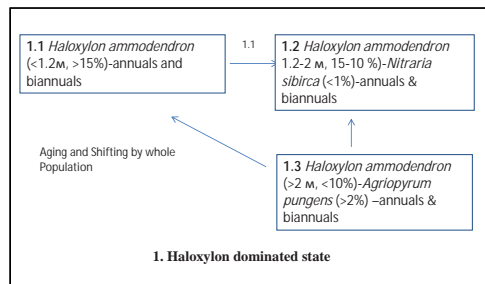 1.1 Haloxylon ammodendron
(<1.2м, >15%)-annuals and
biannuals
1.1
1.2 Haloxylon ammodendron
1.2-2 м, 15-10 %)-Nitraria
sibirca (<1%)-annuals &
biannuals
Aging and Shifting by whole
Population
1.3 Haloxylon ammodendron
(>2 м, <10%)-Agriopyrum
pungens (>2%) –annuals &
biannuals
1. Haloxylon dominated state